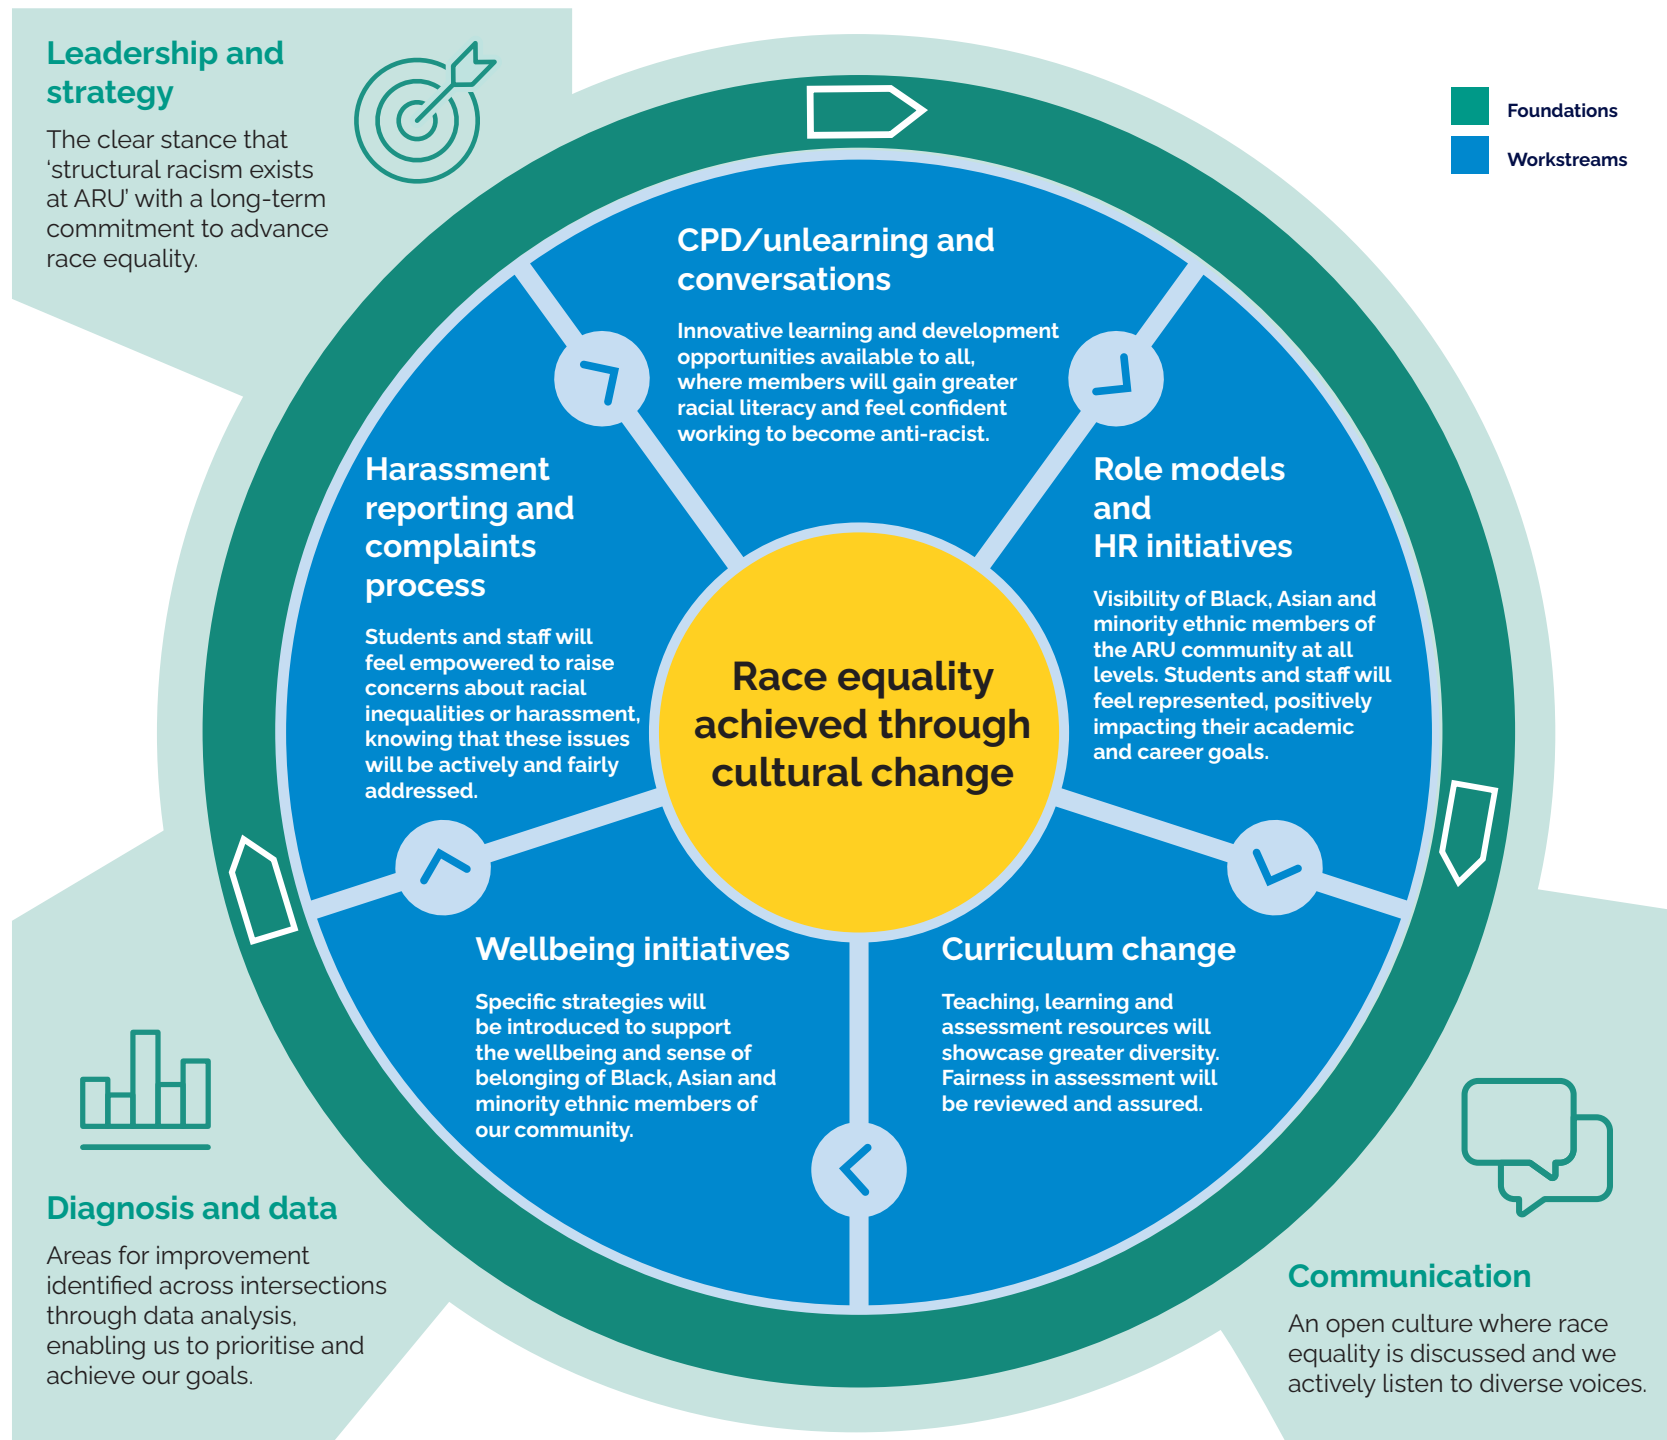 Leadership and
strategy
The clear stance that
‘structural racism exists
at ARU’ with a long-term
commitment to advance
race equality.
Foundations
Workstreams
CPD/unlearning and
conversations
Innovative learning and development
opportunities available to all,
where members will gain greater
racial literacy and feel confident
working to become anti-racist.
Harassment
reporting and
complaints
process
Students and staff will
feel empowered to raise
concerns about racial
inequalities or harassment,
knowing that these issues
will be actively and fairly
addressed.
Role models
and
HR initiatives
Visibility of Black, Asian and
minority ethnic members of
the ARU community at all
levels. Students and staff will
feel represented, positively
impacting their academic
and career goals.
Race equality
achieved through
cultural change
Wellbeing initiatives
Specific strategies will
be introduced to support
the wellbeing and sense of
belonging of Black, Asian and
minority ethnic members of
our community.
Curriculum change
Teaching, learning and
assessment resources will
showcase greater diversity.
Fairness in assessment will
be reviewed and assured.
Diagnosis and data
Areas for improvement
identified across intersections
through data analysis,
enabling us to prioritise and
achieve our goals.
Communication
An open culture where race
equality is discussed and we
actively listen to diverse voices.